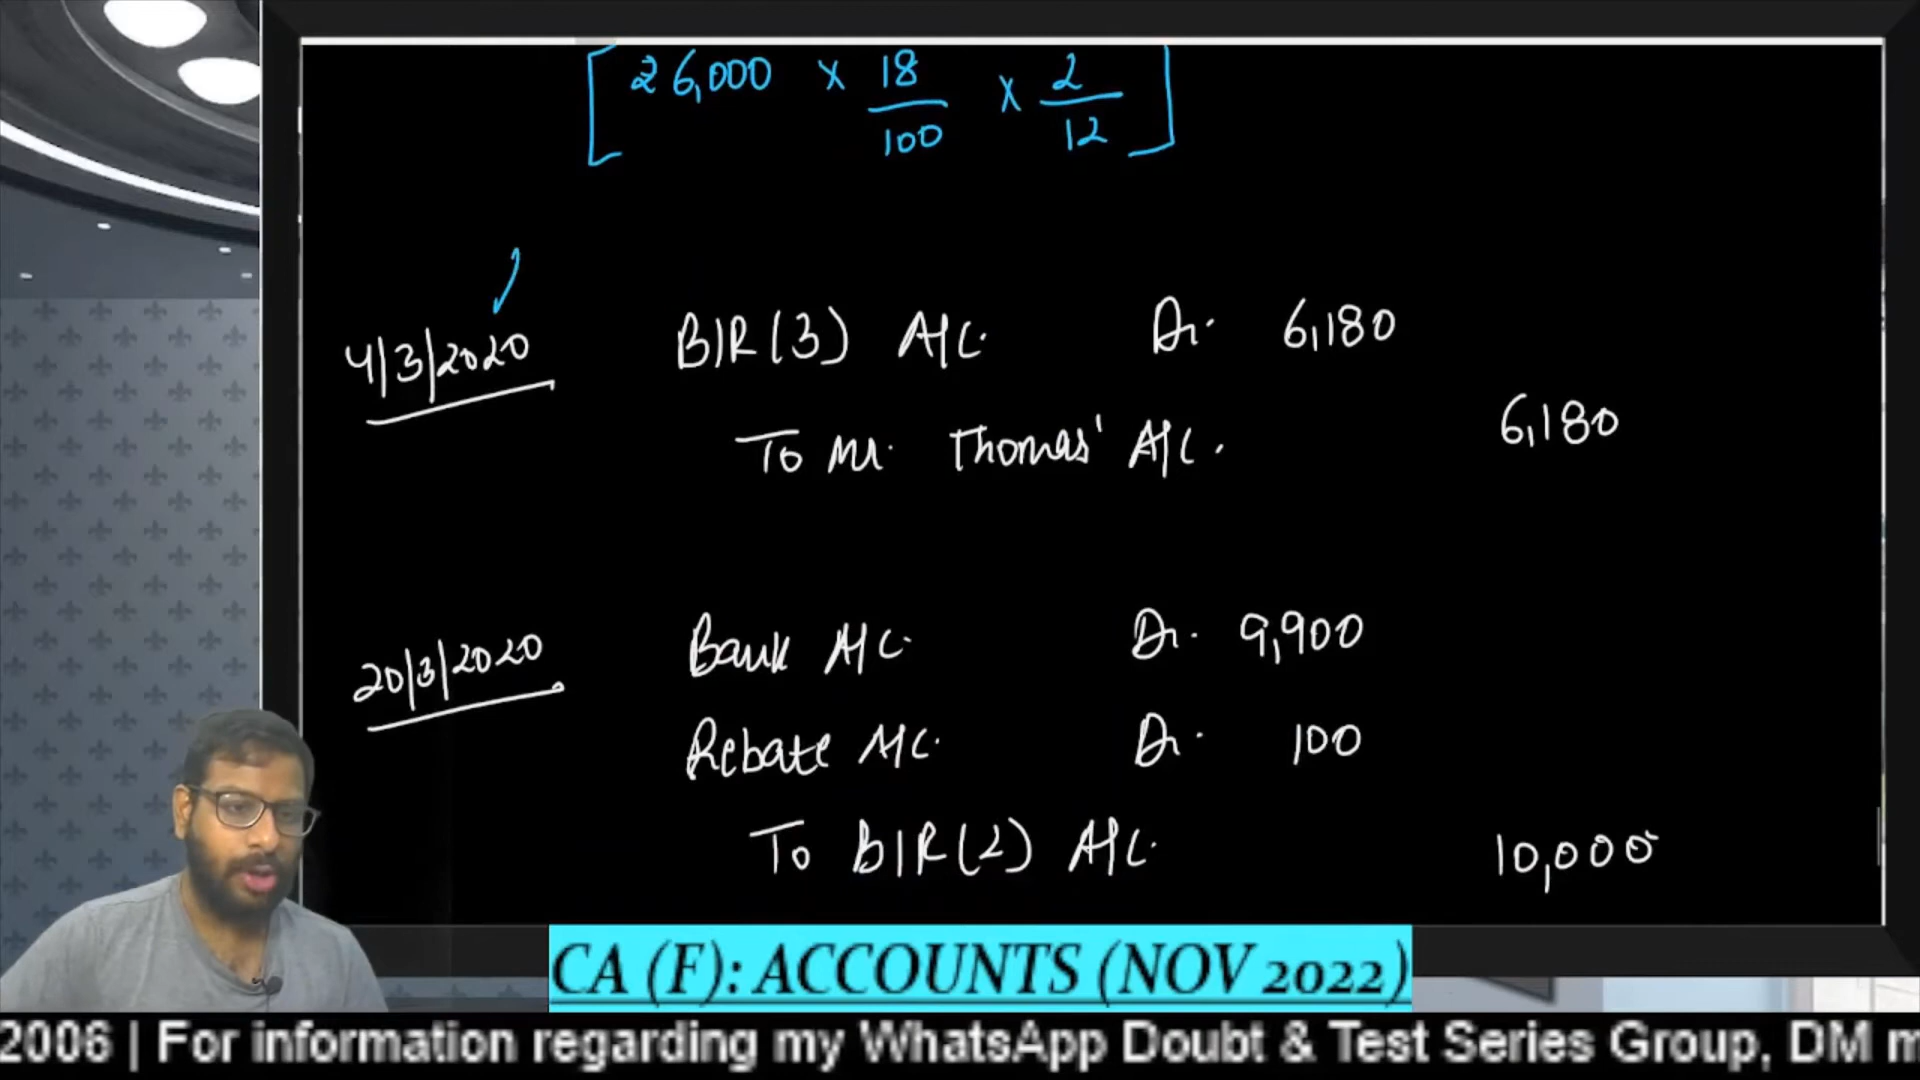 [ 26,000 x 18/100 x 2/12 ]
4/3/2020 B/R (3) A/c. Dr. 6,180
To Mr. Thomas' A/c. 6,180
20/3/2020 Bank A/c. Dr. 9,900
Rebate A/c. Dr. 100
To B/R (2) A/c. 10,000
CA (F): ACCOUNTS (NOV 2022)
2006 | For information regarding my WhatsApp Doubt & Test Series Group, DM m